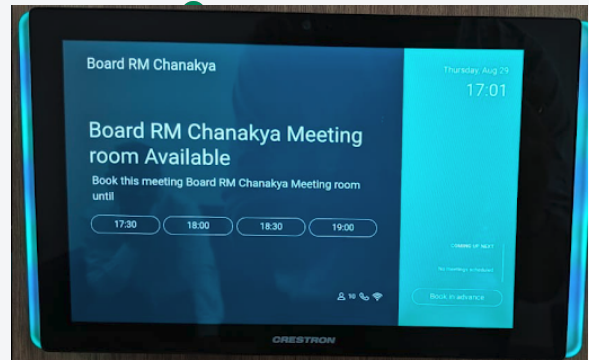 Board RM Chanakya
Thursday, Aug 29
17:01
Board RM Chanakya Meeting
room Available
Book this meeting Board RM Chanakya Meeting room
until
17:30 18:00 18:30 19:00
COMING UP NEXT
No meetings scheduled
10
Book in advance
CRESTRON